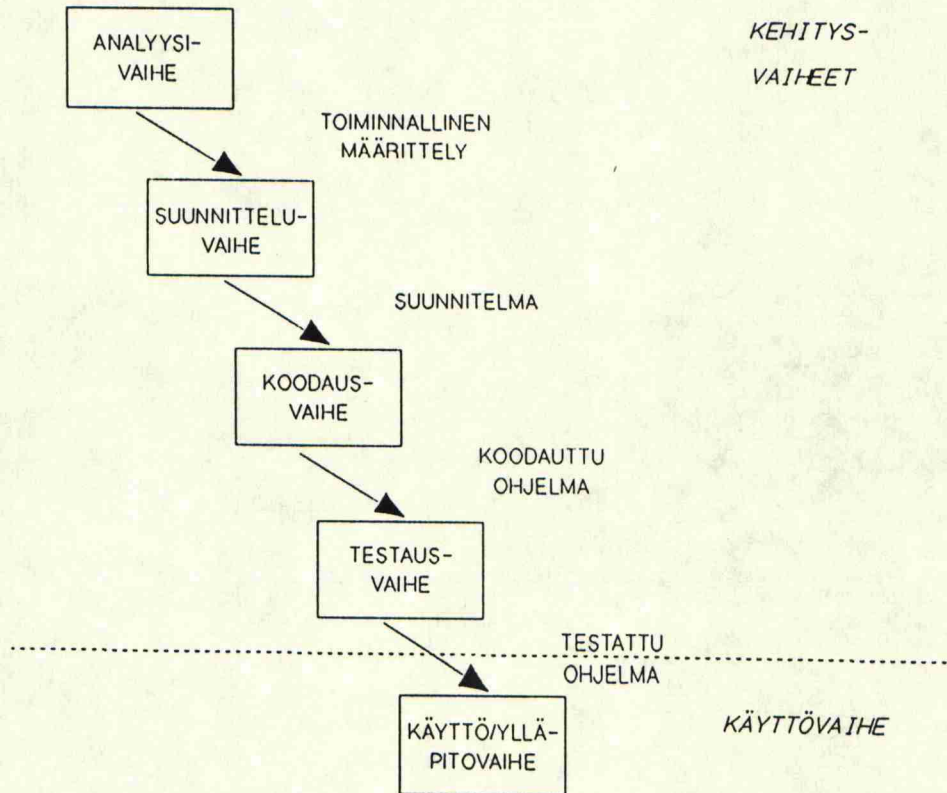 ANALYYSI-
VAIHE
KEHITYS-
VAIHEET
TOIMINNALLINEN
MÄÄRITTELY
SUUNNITTELU-
VAIHE
SUUNNITELMA
KOODAUS-
VAIHE
KOODAUTTU
OHJELMA
TESTAUS-
VAIHE
TESTATTU
OHJELMA
KÄYTTÖ/YLLÄ-
PITOVAIHE
KÄYTTÖVAIHE